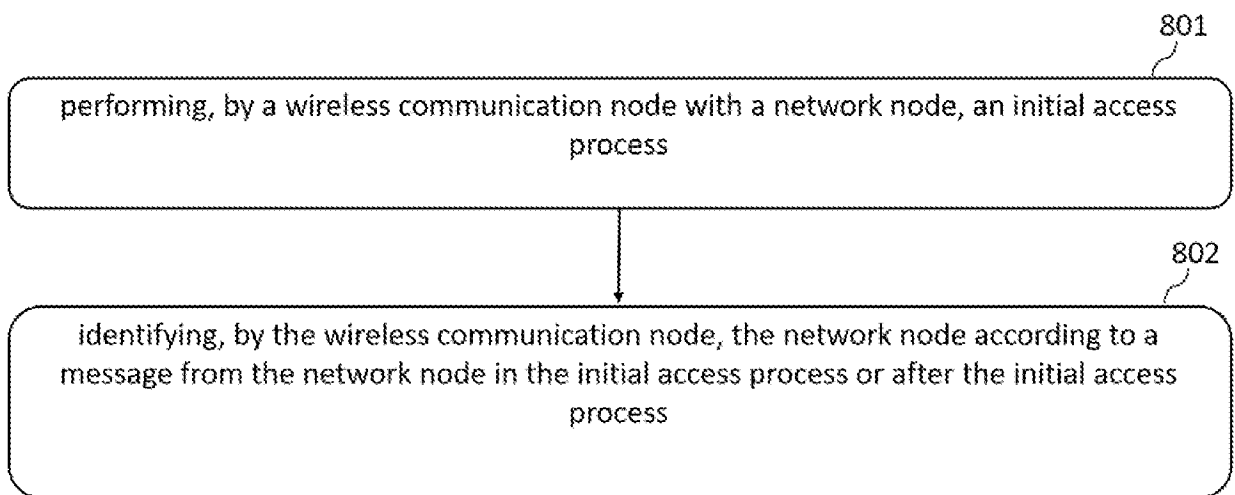 801
performing, by a wireless communication node with a network node, an initial access
process
802
identifying, by the wireless communication node, the network node according to a
message from the network node in the initial access process or after the initial access
process